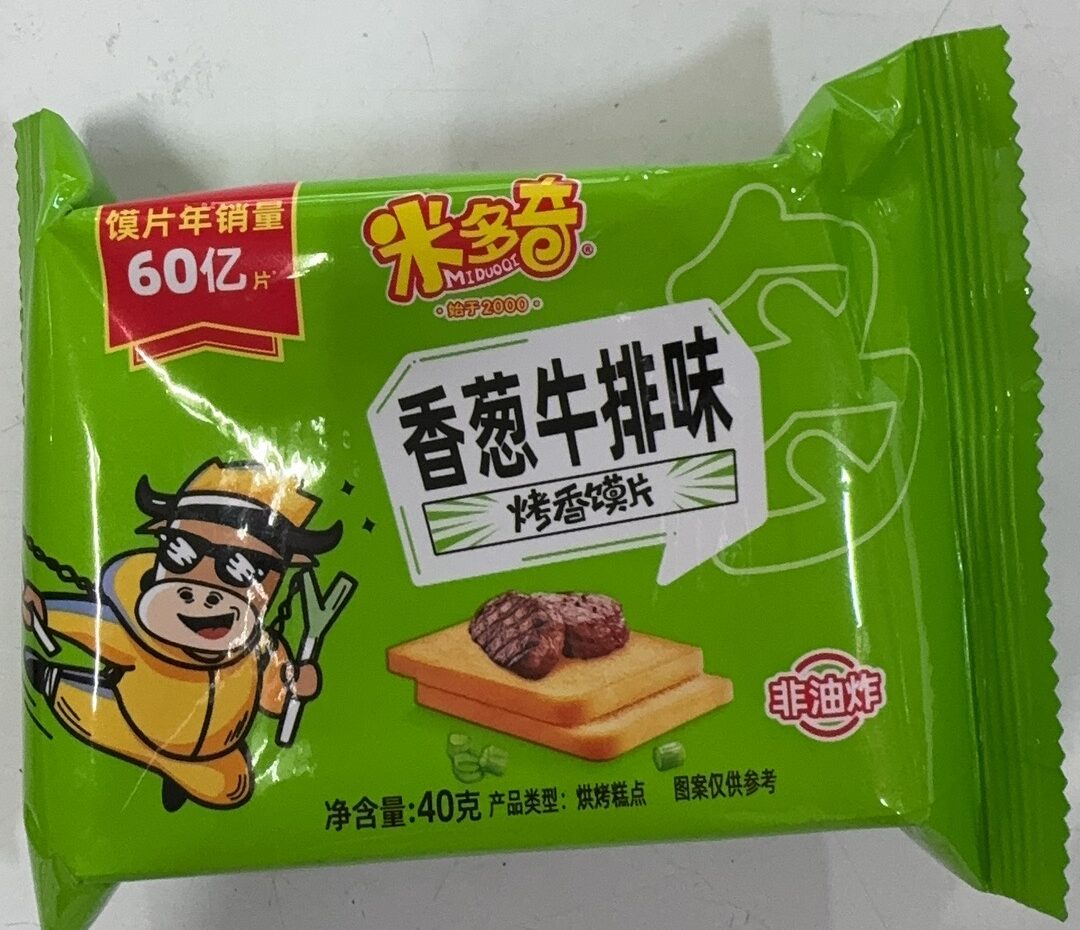 馍片年销量
60亿片*
米多奇®
MIDUOQI
·始于2000·
香葱牛排味
烤香馍片
非油炸
净含量:40克 产品类型：烘烤糕点 图案仅供参考